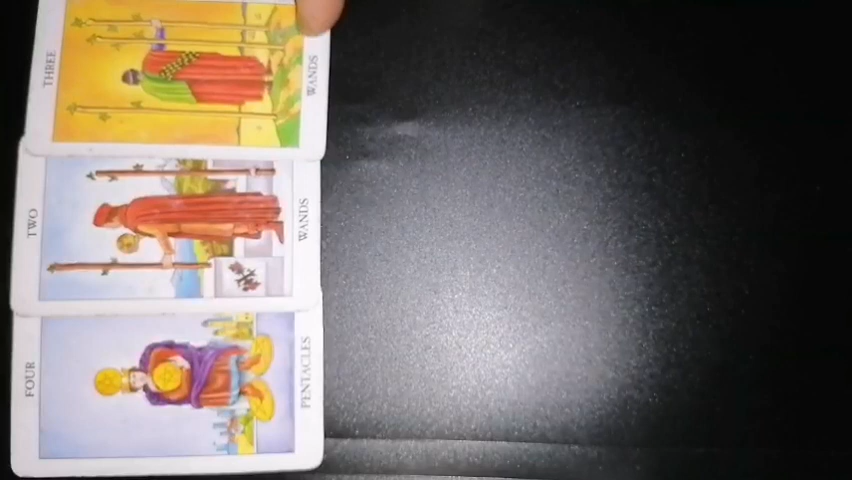 THREE
WANDS
TWO
WANDS
FOUR
PENTACLES